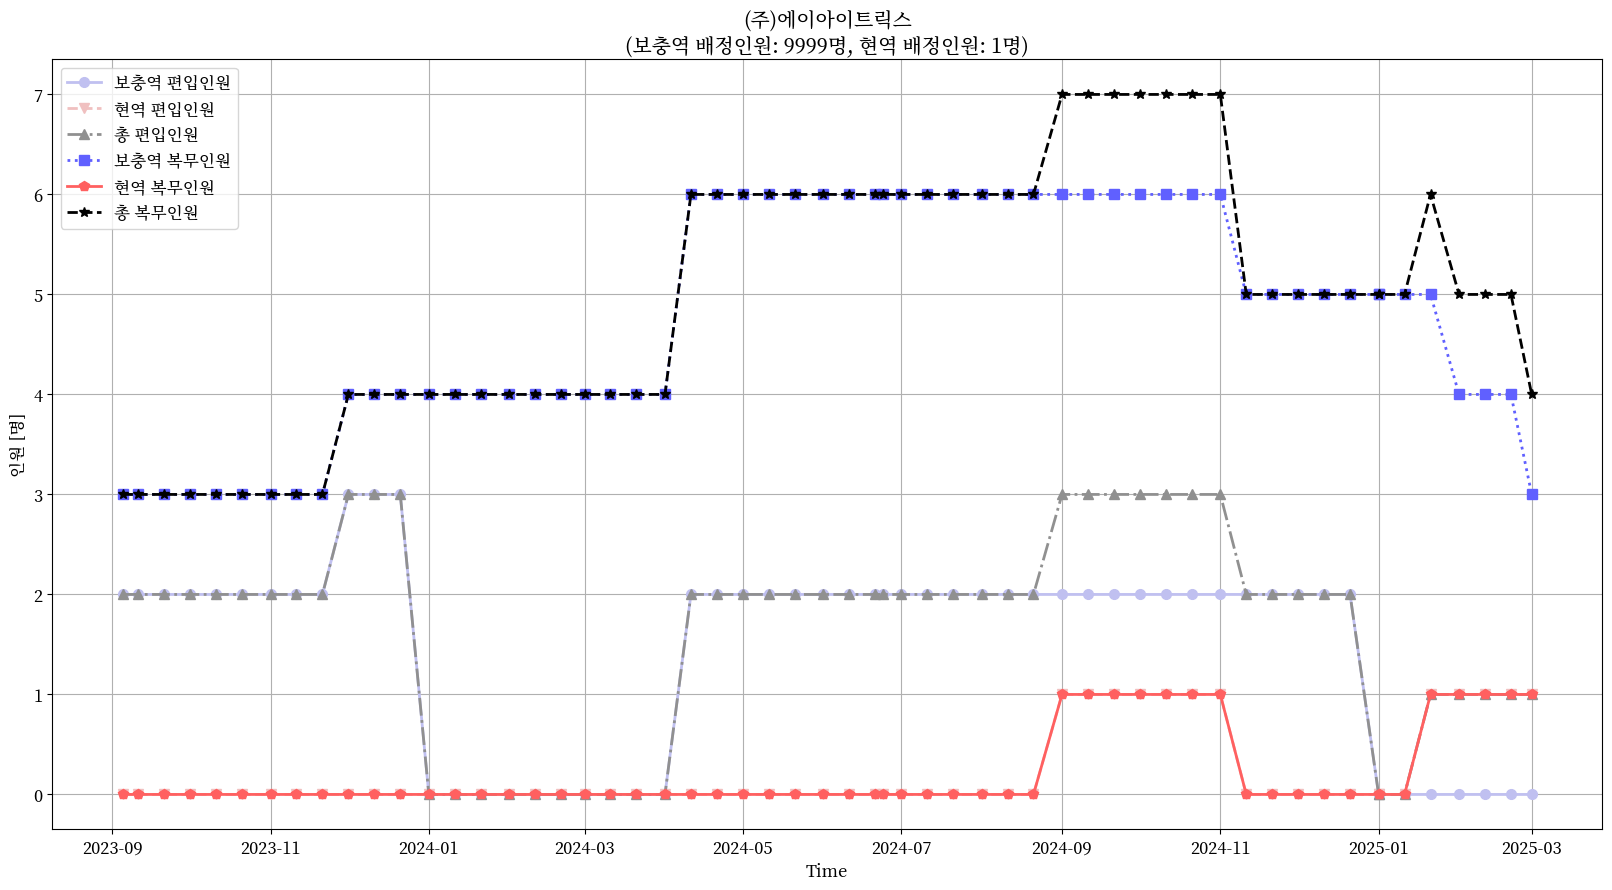 (주)에이아이트릭스
(보충역 배정인원: 9999명, 현역 배정인원: 1명)
보충역 편입인원
현역 편입인원
총 편입인원
보충역 복무인원
현역 복무인원
총 복무인원
인원 [명]
7
6
5
4
3
2
1
0
2023-09
2023-11
2024-01
2024-03
2024-05
2024-07
2024-09
2024-11
2025-01
2025-03
Time